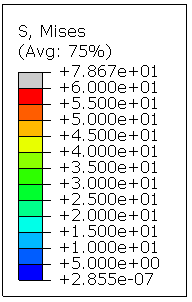 S, Mises
(Avg: 75%)
+7.867e+01
+6.000e+01
+5.500e+01
+5.000e+01
+4.500e+01
+4.000e+01
+3.500e+01
+3.000e+01
+2.500e+01
+2.000e+01
+1.500e+01
+1.000e+01
+5.000e+00
+2.855e-07